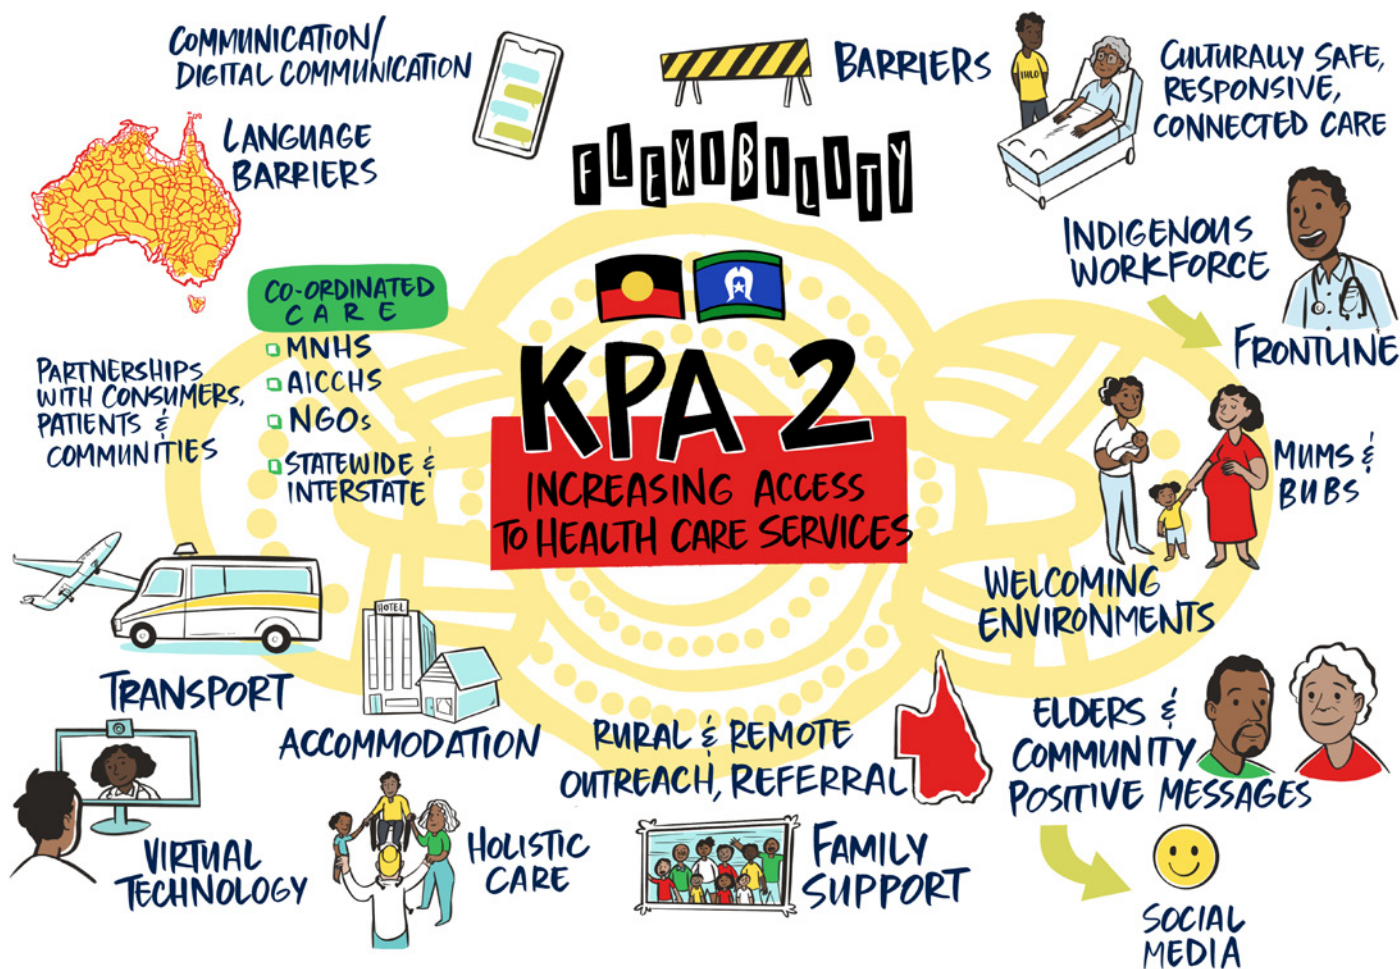 COMMUNICATION/
DIGITAL COMMUNICATION
LANGUAGE
BARRIERS
BARRIERS
FLEXIBILITY
IHLO
CULTURALLY SAFE,
RESPONSIVE,
CONNECTED CARE
INDIGENOUS
WORKFORCE
FRONTLINE
CO-ORDINATED
CARE
MNHS
AICCHS
NGOs
STATEWIDE &
INTERSTATE
PARTNERSHIPS
WITH CONSUMERS,
PATIENTS &
COMMUNITIES
KPA 2
INCREASING ACCESS
TO HEALTH CARE SERVICES
MUMS &
BUBS
WELCOMING
ENVIRONMENTS
TRANSPORT
HOTEL
ACCOMMODATION
RURAL & REMOTE
OUTREACH, REFERRAL
ELDERS &
COMMUNITY
POSITIVE MESSAGES
VIRTUAL
TECHNOLOGY
HOLISTIC
CARE
FAMILY
SUPPORT
SOCIAL
MEDIA